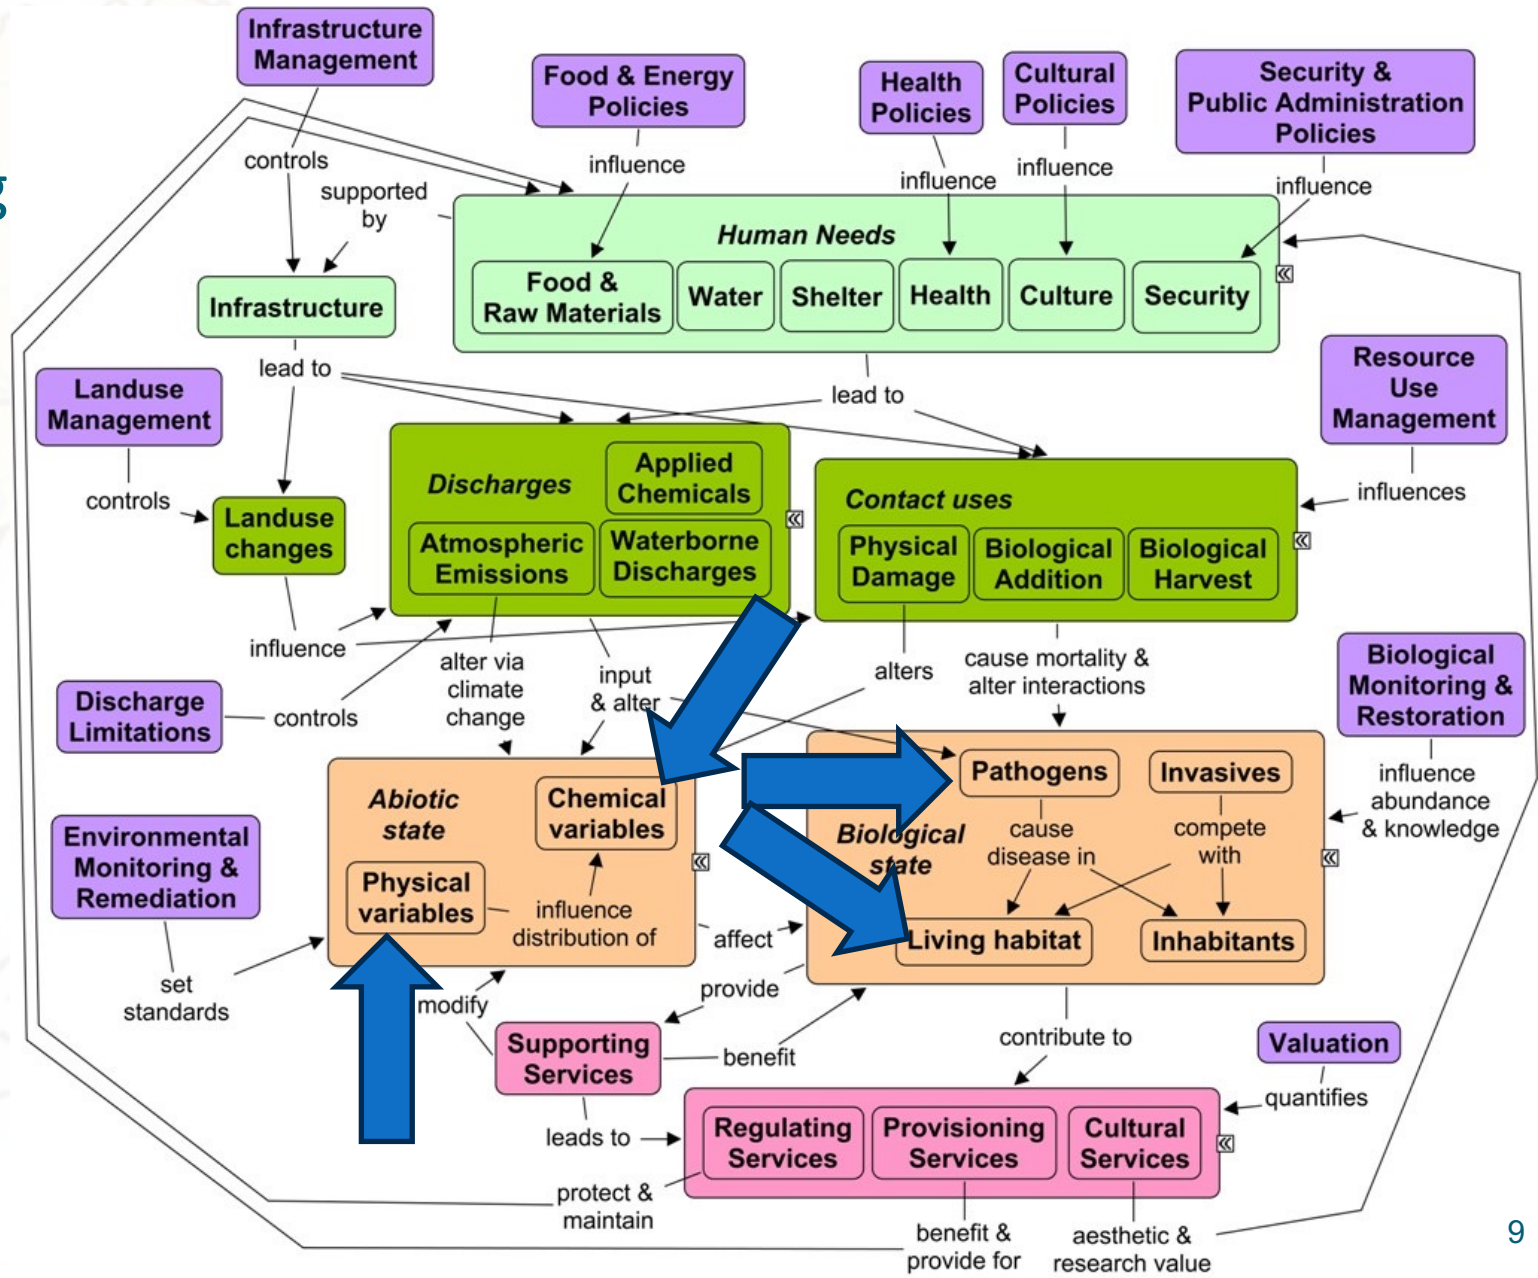 Infrastructure
Management
Food & Energy
Policies
Health
Policies
Cultural
Policies
Security &
Public Administration
Policies
controls
influence
influence
influence
influence
supported
by
g
Human Needs
Food &
Raw Materials
Water
Shelter
Health
Culture
Security
Infrastructure
lead to
lead to
Landuse
Management
Resource
Use
Management
controls
influences
Landuse
changes
Discharges
Applied
Chemicals
Atmospheric
Emissions
Waterborne
Discharges
Contact uses
Physical
Damage
Biological
Addition
Biological
Harvest
influence
alter via
climate
change
input
& alter
alters
cause mortality &
alter interactions
Discharge
Limitations
controls
Biological
Monitoring &
Restoration
influence
abundance
& knowledge
Abiotic
state
Chemical
variables
Physical
variables
influence
distribution of
Pathogens
Invasives
Biological
state
cause
disease in
compete
with
Living habitat
Inhabitants
Environmental
Monitoring &
Remediation
set
standards
affect
provide
modify
Supporting
Services
benefit
contribute to
Valuation
quantifies
leads to
Regulating
Services
Provisioning
Services
Cultural
Services
protect &
maintain
benefit &
provide for
aesthetic &
research value
9